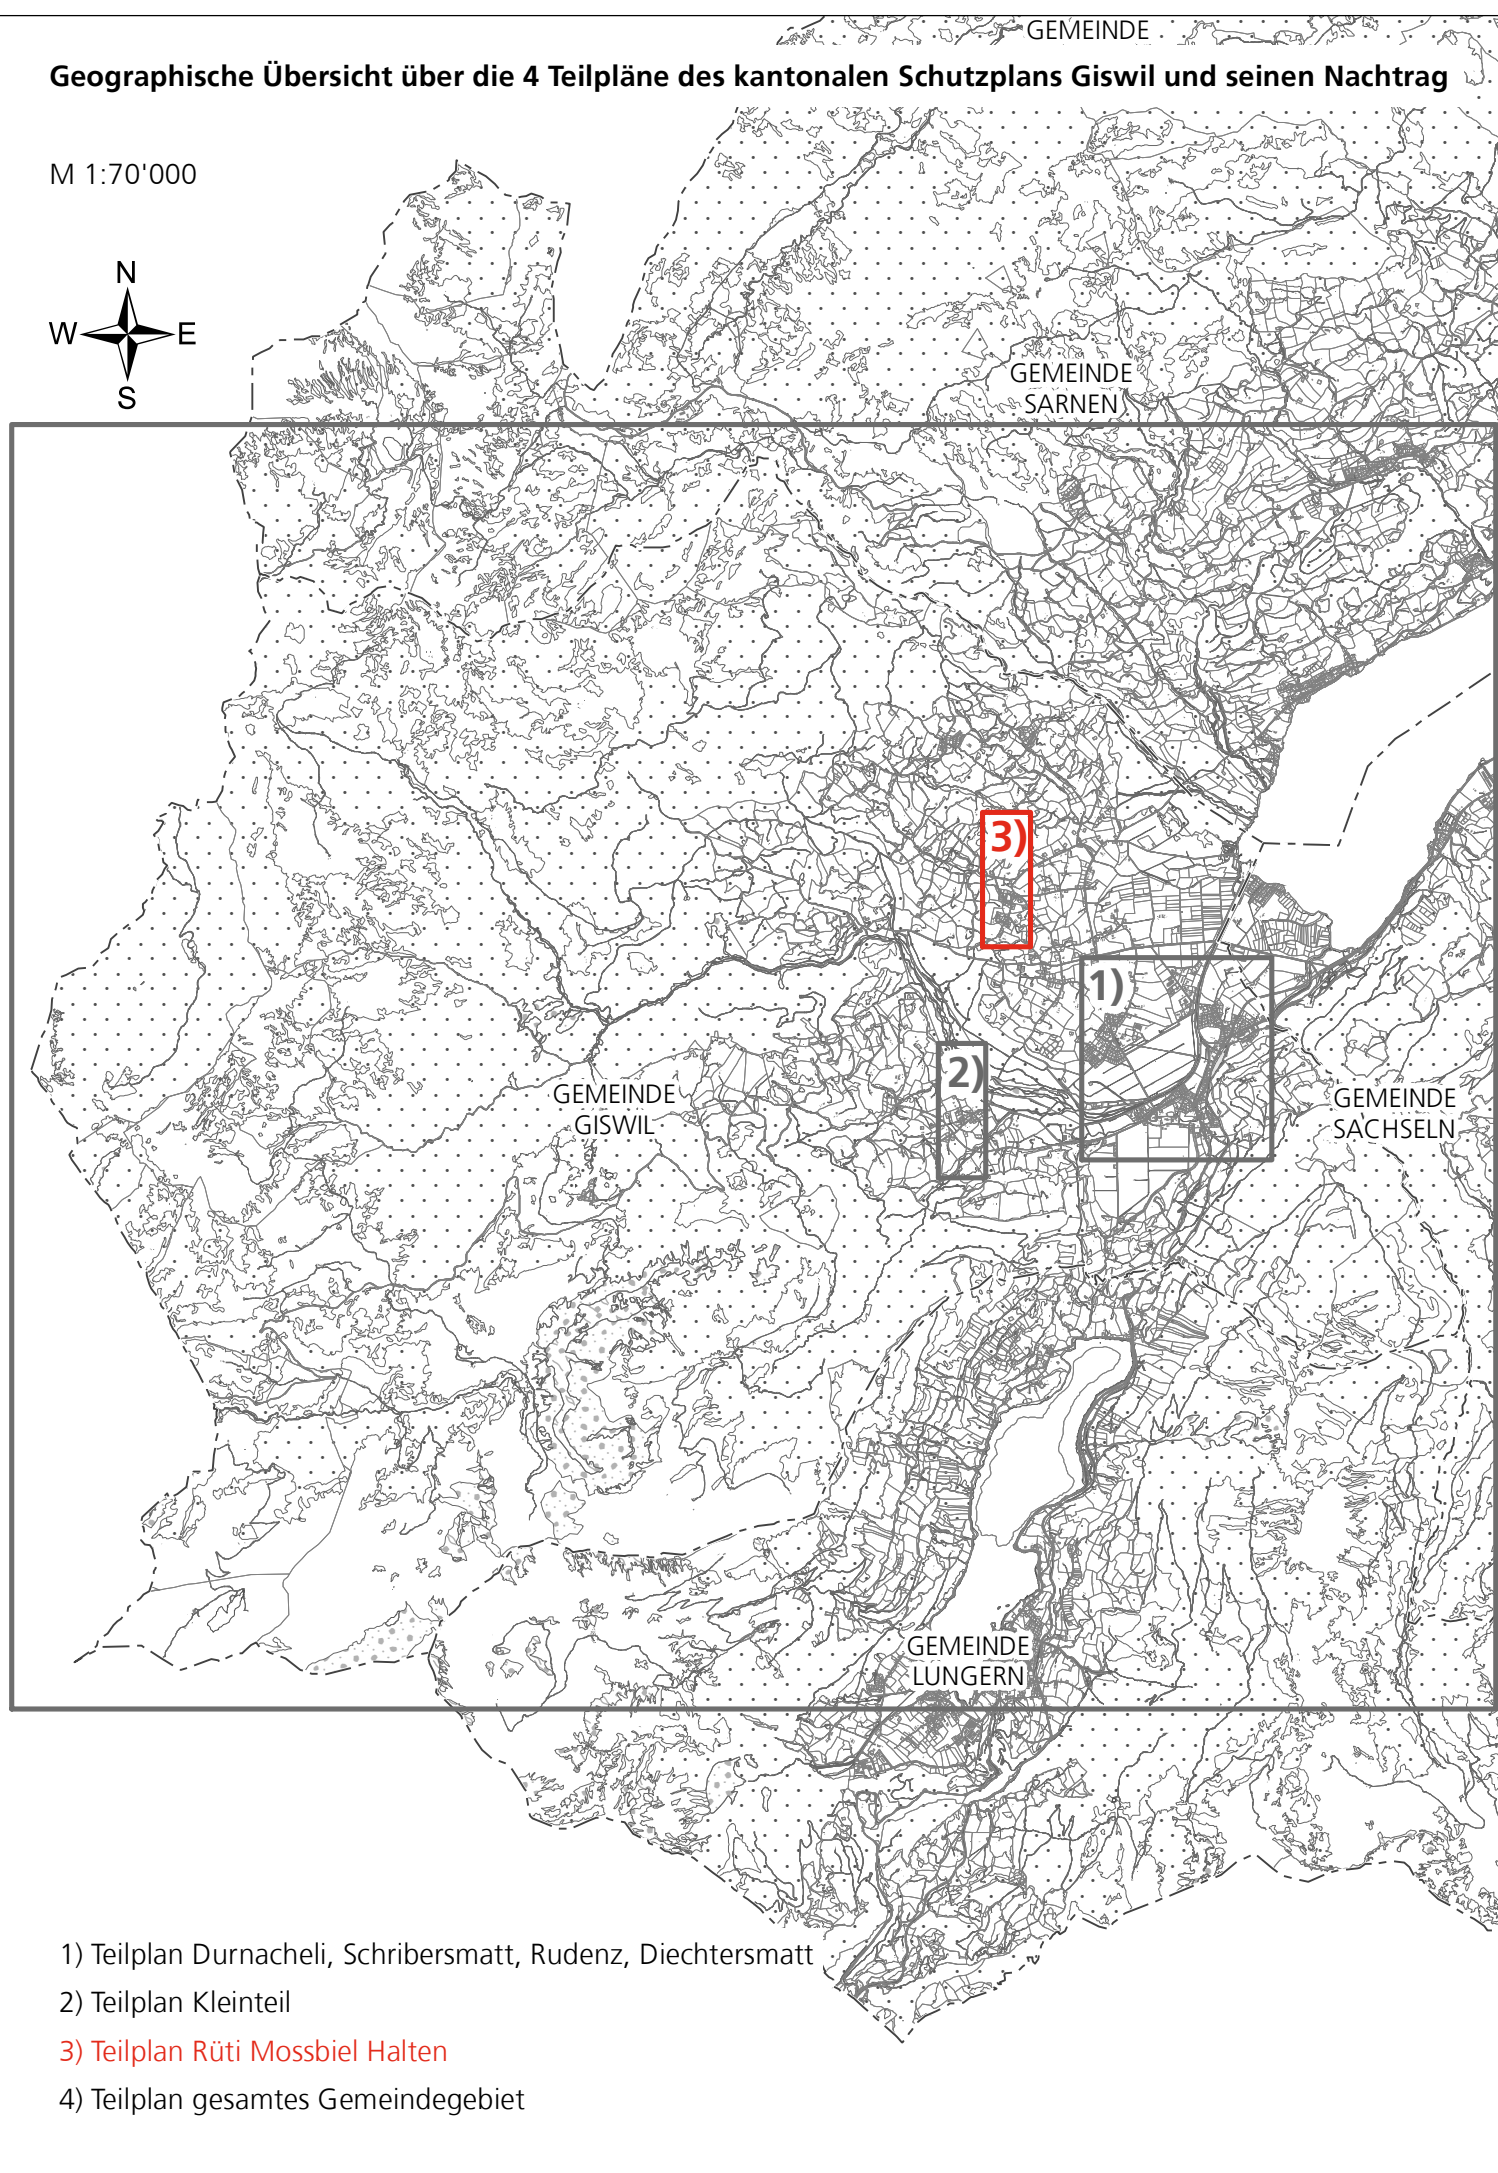 GEMEINDE
Geographische Übersicht über die 4 Teilpläne des kantonalen Schutzplans Giswil und seinen Nachtrag
M 1:70'000
N
W E
S
GEMEINDE
SARNEN
3)
1)
2)
GEMEINDE
GISWIL
GEMEINDE
SACHSELN
GEMEINDE
LUNGERN
1) Teilplan Durnacheli, Schribersmatt, Rudenz, Diechtersmatt
2) Teilplan Kleinteil
3) Teilplan Rüti Mossbiel Halten
4) Teilplan gesamtes Gemeindegebiet